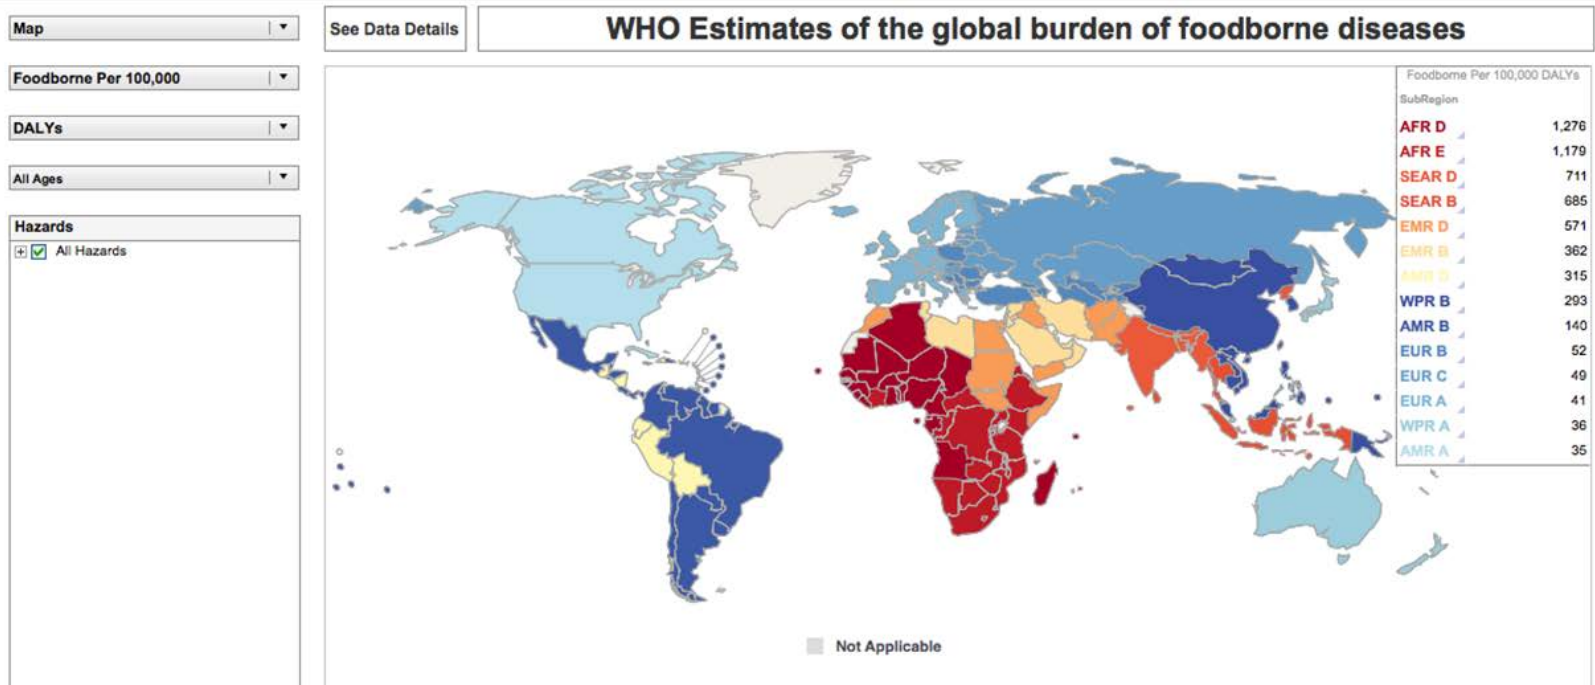 Map
Foodborne Per 100,000
DALYs
All Ages
Hazards
All Hazards
See Data Details
WHO Estimates of the global burden of foodborne diseases
Foodborne Per 100,000 DALYs
SubRegion
AFR D 1,276
AFR E 1,179
SEAR D 711
SEAR B 685
EMR D 571
EMR B 362
AMR D 315
WPR B 293
AMR B 140
EUR B 52
EUR C 49
EUR A 41
WPR A 36
AMR A 35
Not Applicable